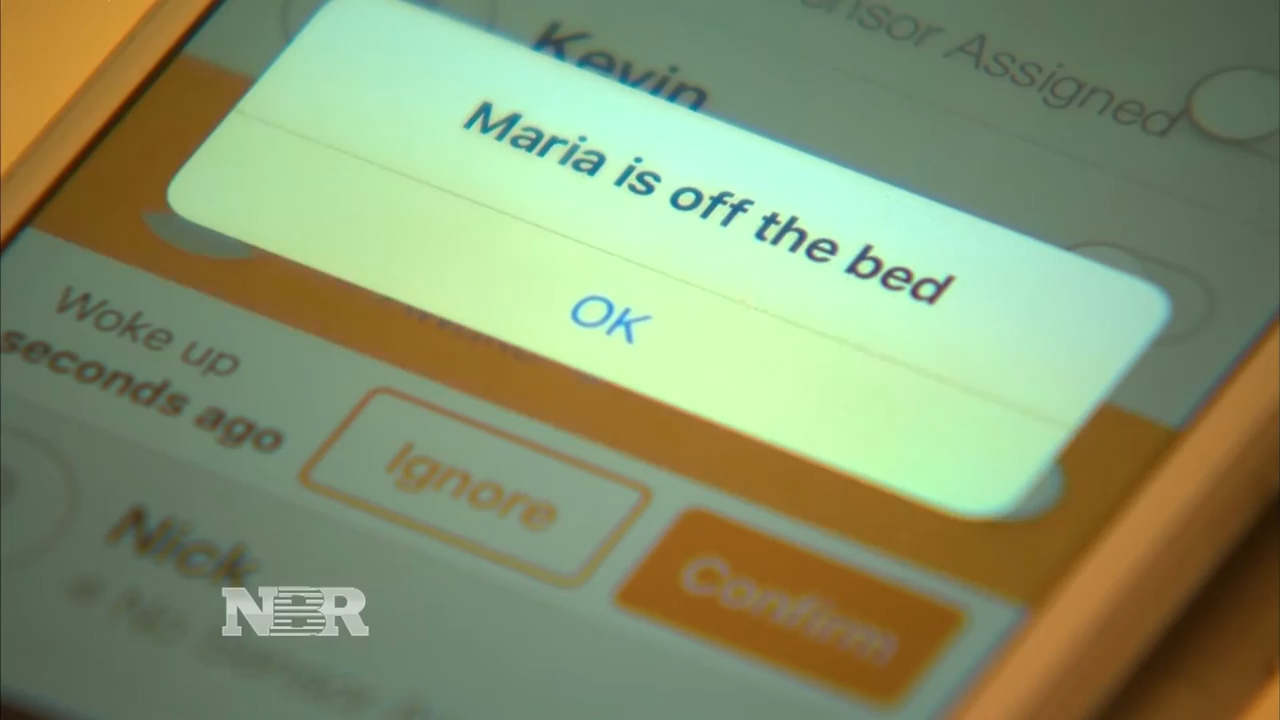 Sensor Assigned
Kevin
Maria is off the bed
OK
Woke up
seconds ago
Ignore
Confirm
Nick
NBR